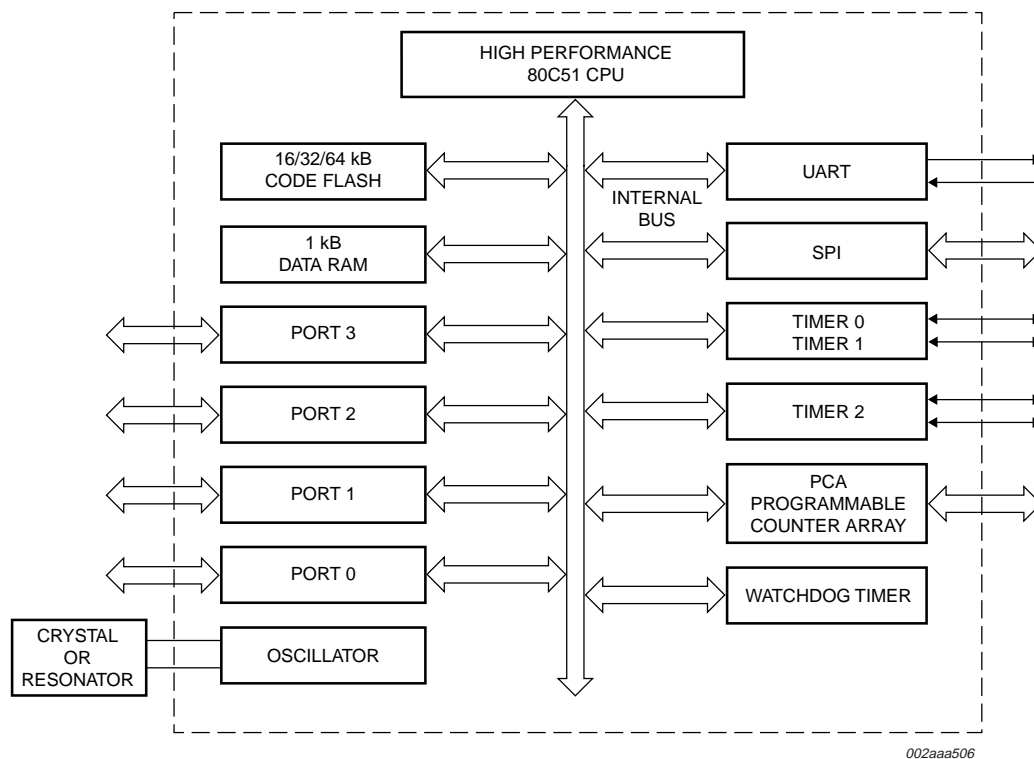 HIGH PERFORMANCE
80C51 CPU
16/32/64 kB
CODE FLASH
1 kB
DATA RAM
PORT 3
PORT 2
PORT 1
PORT 0
CRYSTAL
OR
RESONATOR
OSCILLATOR
INTERNAL
BUS
UART
SPI
TIMER 0
TIMER 1
TIMER 2
PCA
PROGRAMMABLE
COUNTER ARRAY
WATCHDOG TIMER
002aaa506